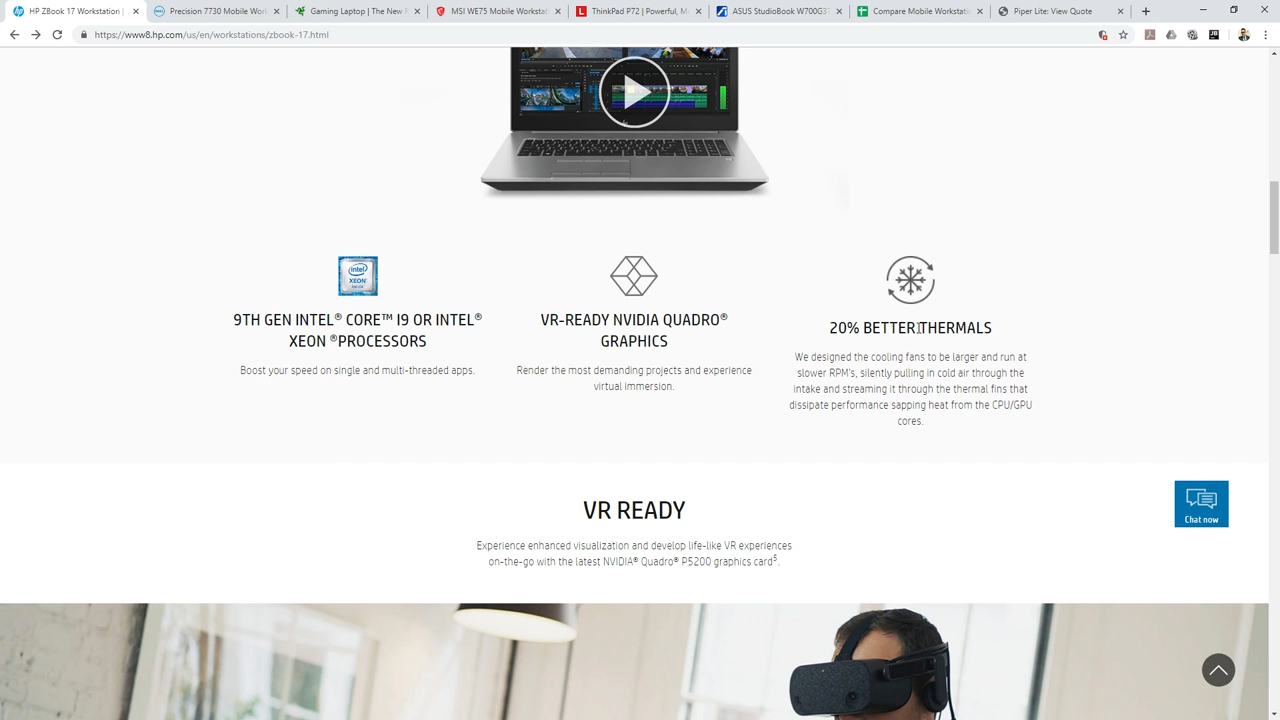 HP ZBook 17 Workstation |
Precision 7730 Mobile Wor
Gaming Laptop | The New R
MSI WE75 Mobile Workstat
ThinkPad P72 | Powerful, M
ASUS StudioBook W700G3T
Compare Mobile Workstatio
Piper Lite: View Quote
https://www8.hp.com/us/en/workstations/zbook-17.html
intel
XEON
9TH GEN INTEL® CORE™ I9 OR INTEL®
XEON ®PROCESSORS
Boost your speed on single and multi-threaded apps.
VR-READY NVIDIA QUADRO®
GRAPHICS
Render the most demanding projects and experience
virtual immersion.
20% BETTER THERMALS
We designed the cooling fans to be larger and run at
slower RPM's, silently pulling in cold air through the
intake and streaming it through the thermal fins that
dissipate performance sapping heat from the CPU/GPU
cores.
VR READY
Experience enhanced visualization and develop life-like VR experiences
on-the-go with the latest NVIDIA® Quadro® P5200 graphics card⁵.
Chat now